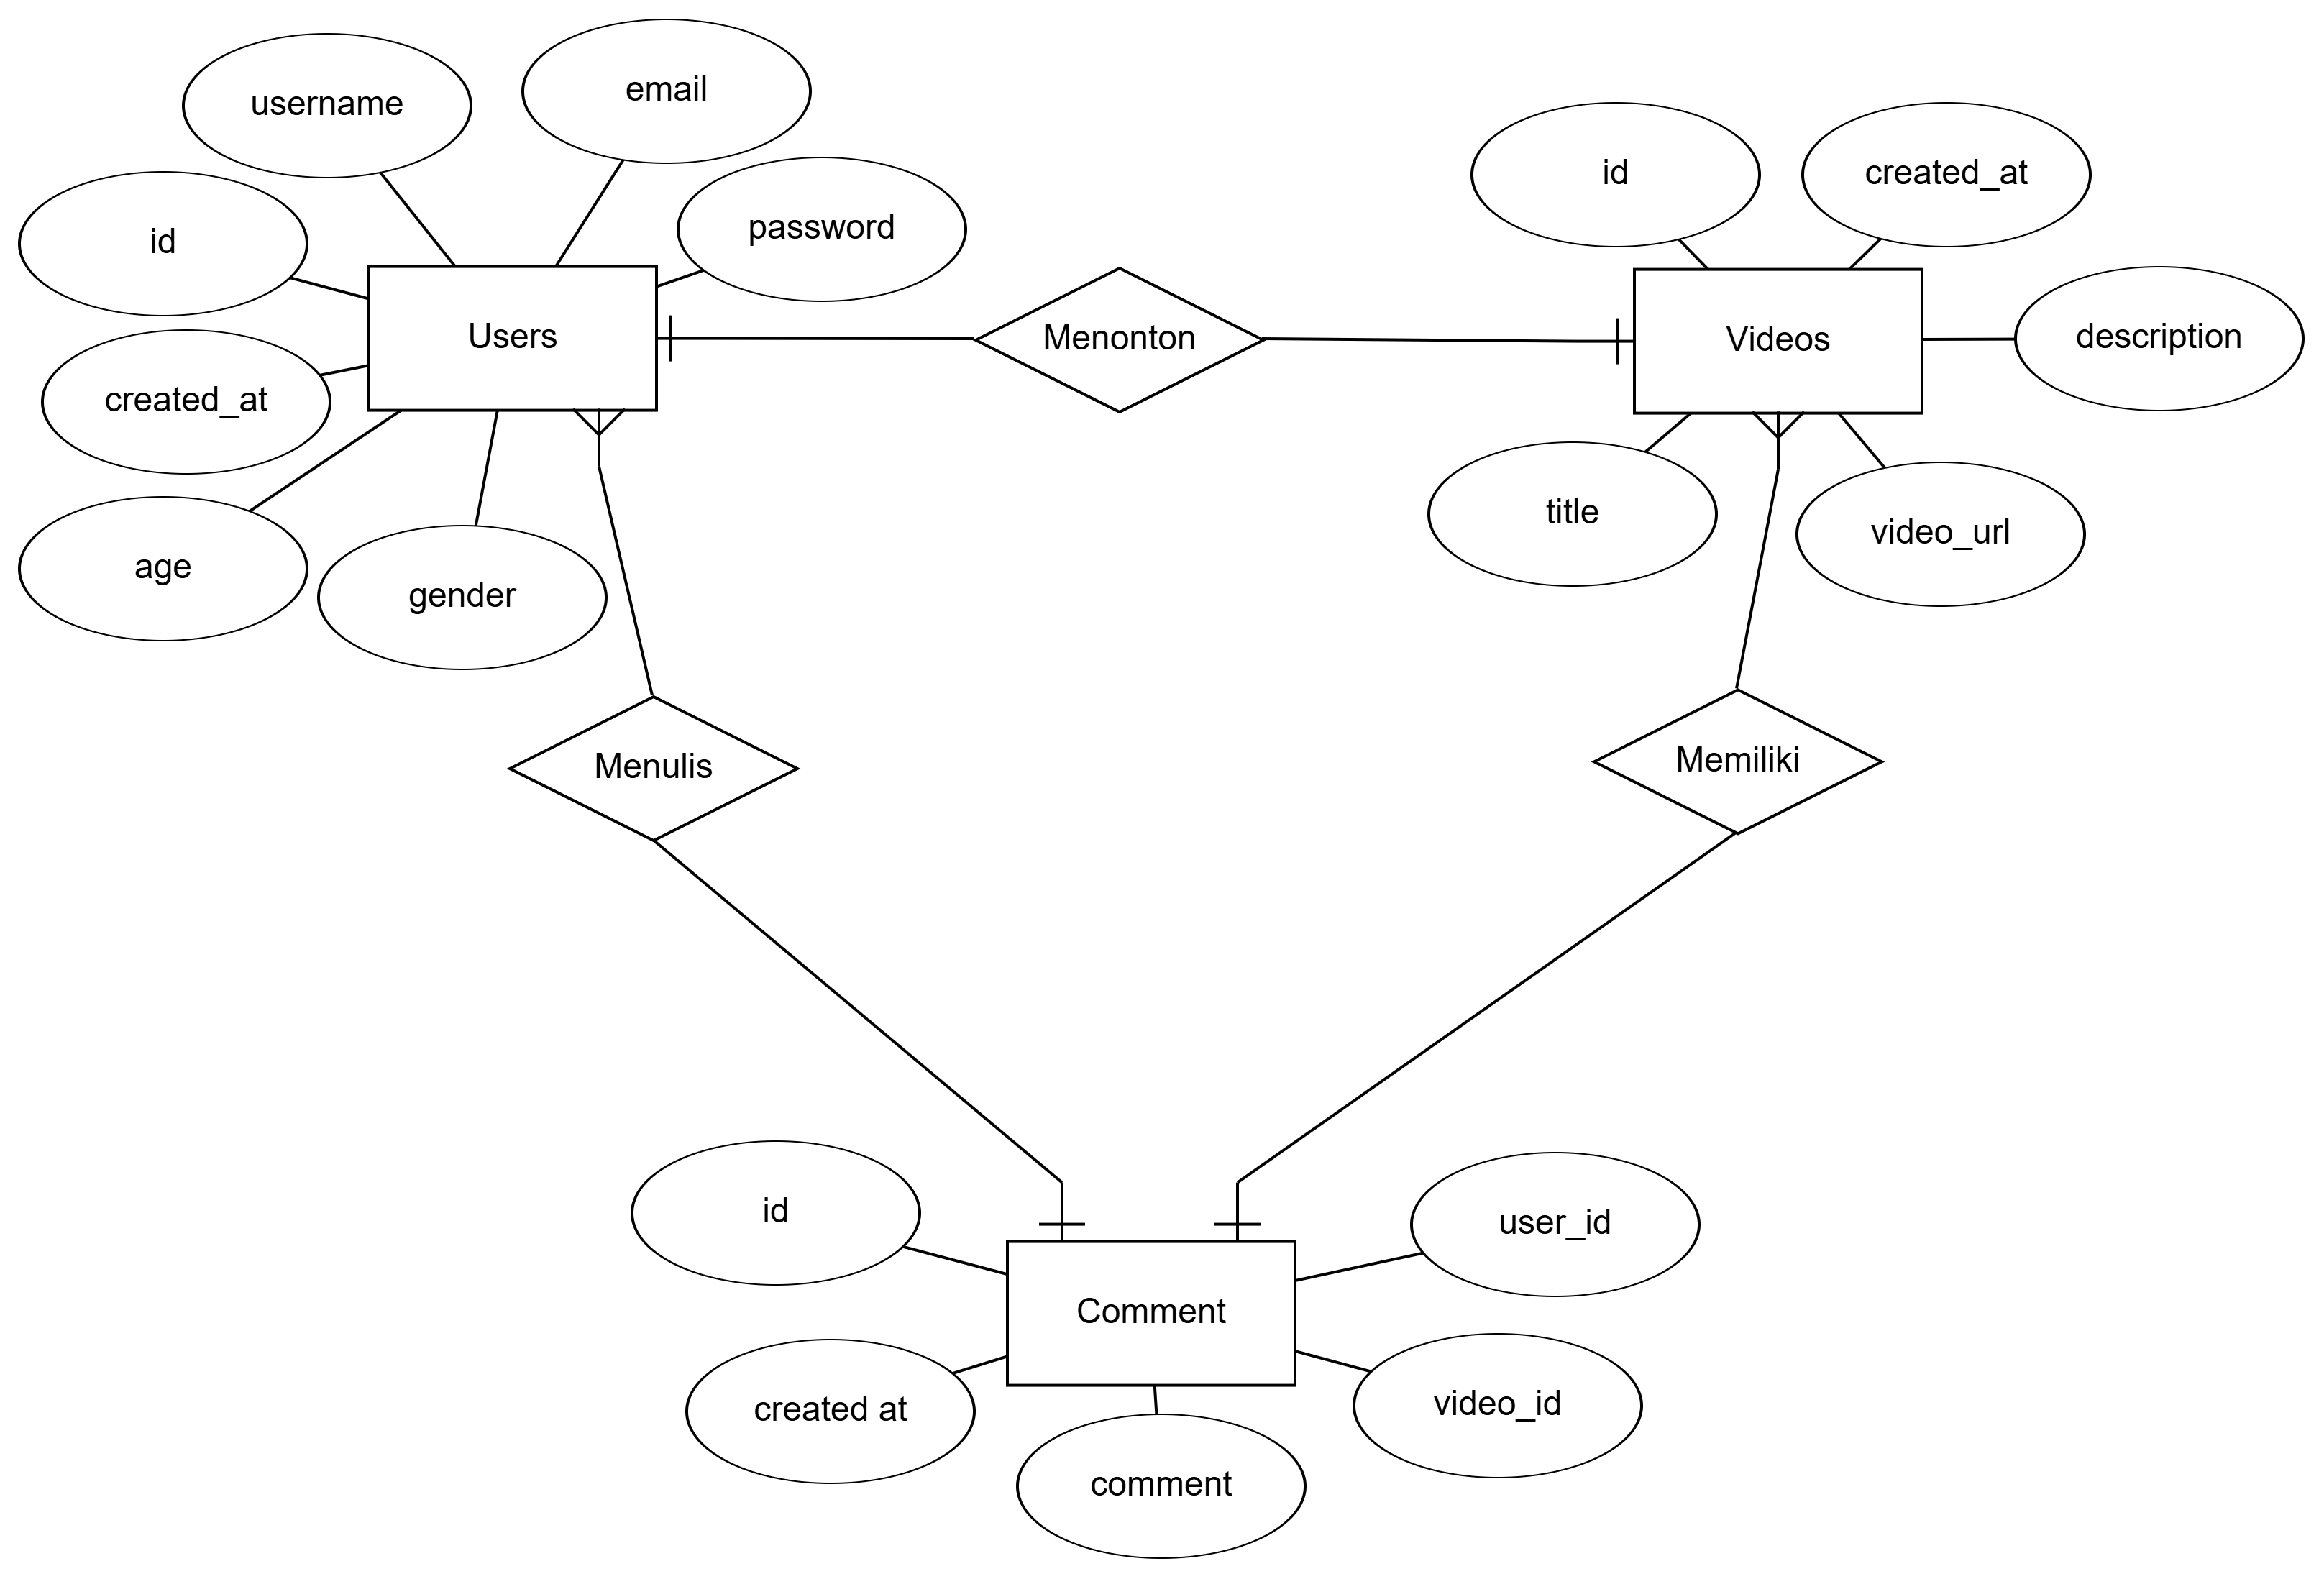 username
email
id
password
Users
created_at
age
gender
Menonton
id
created_at
Videos
description
title
video_url
Menulis
Memiliki
id
user_id
Comment
created at
video_id
comment